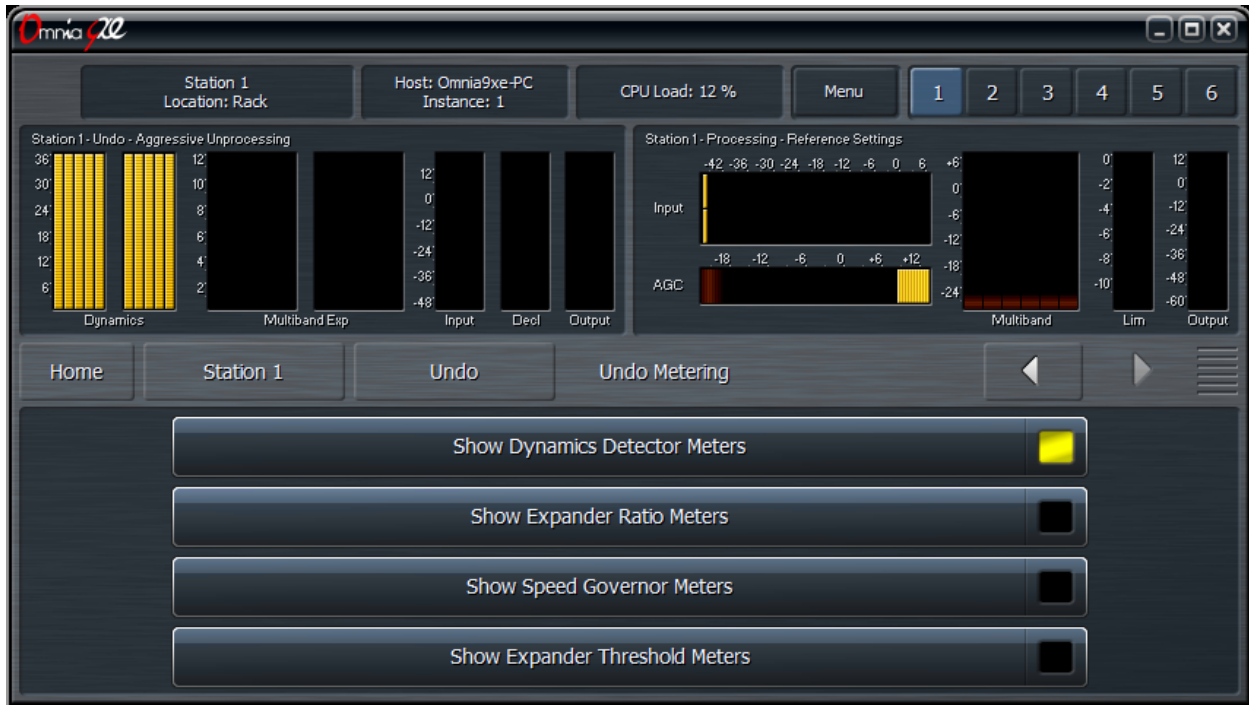 Omnia 9XE
Station 1
Location: Rack
Host: Omnia9xe-PC
Instance: 1
CPU Load: 12 %
Menu
1 2 3 4 5 6
Station 1 - Undo - Aggressive Unprocessing
36 30 24 18 12 6
Dynamics
12 10 8 6 4 2
Multiband Exp
12 0 -12 -24 -36 -48
Input Decl Output
Station 1 - Processing - Reference Settings
-42 -36 -30 -24 -18 -12 -6 0 6
Input
-18 -12 -6 0 +6 +12
AGC
+6 0 -6 -12 -18 -24
Multiband
0 -2 -4 -6 -8 -10
Lim
12 0 -12 -24 -36 -48 -60
Output
Home
Station 1
Undo
Undo Metering
Show Dynamics Detector Meters
Show Expander Ratio Meters
Show Speed Governor Meters
Show Expander Threshold Meters